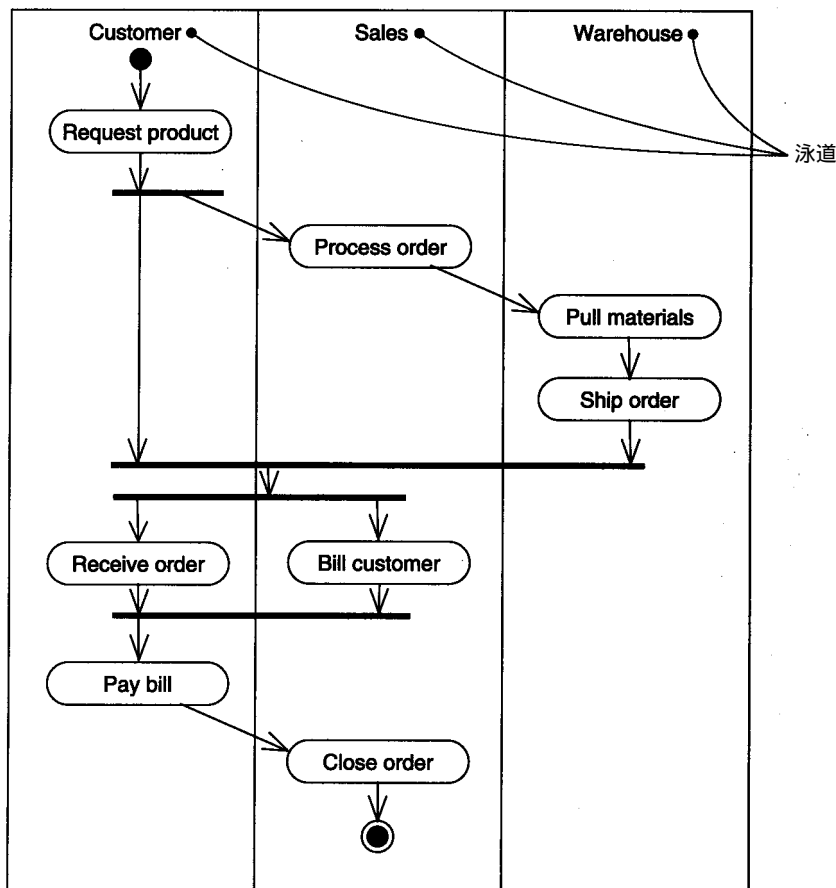 Customer
Sales
Warehouse
泳道
Request product
Process order
Pull materials
Ship order
Receive order
Bill customer
Pay bill
Close order